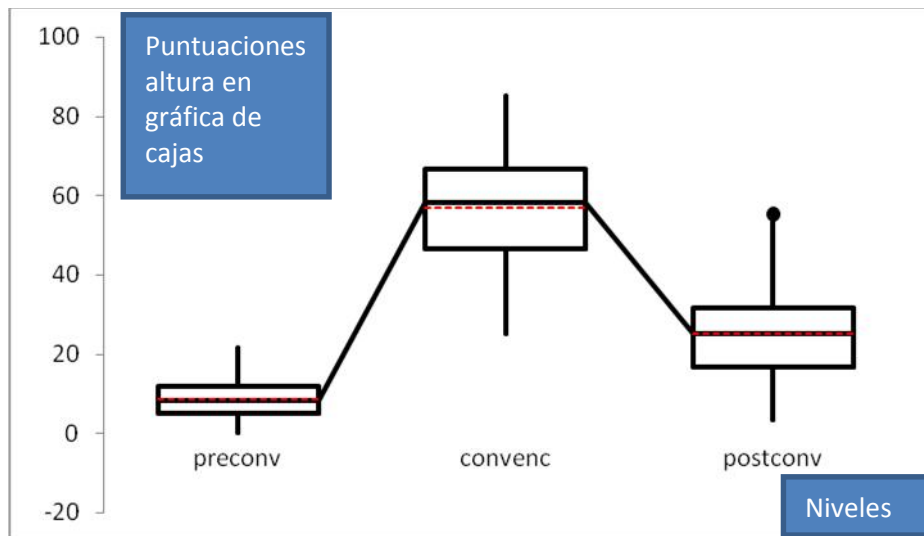 100
80
60
40
20
0
-20
Puntuaciones
altura en
gráfica de
cajas
preconv
convenc
postconv
Niveles